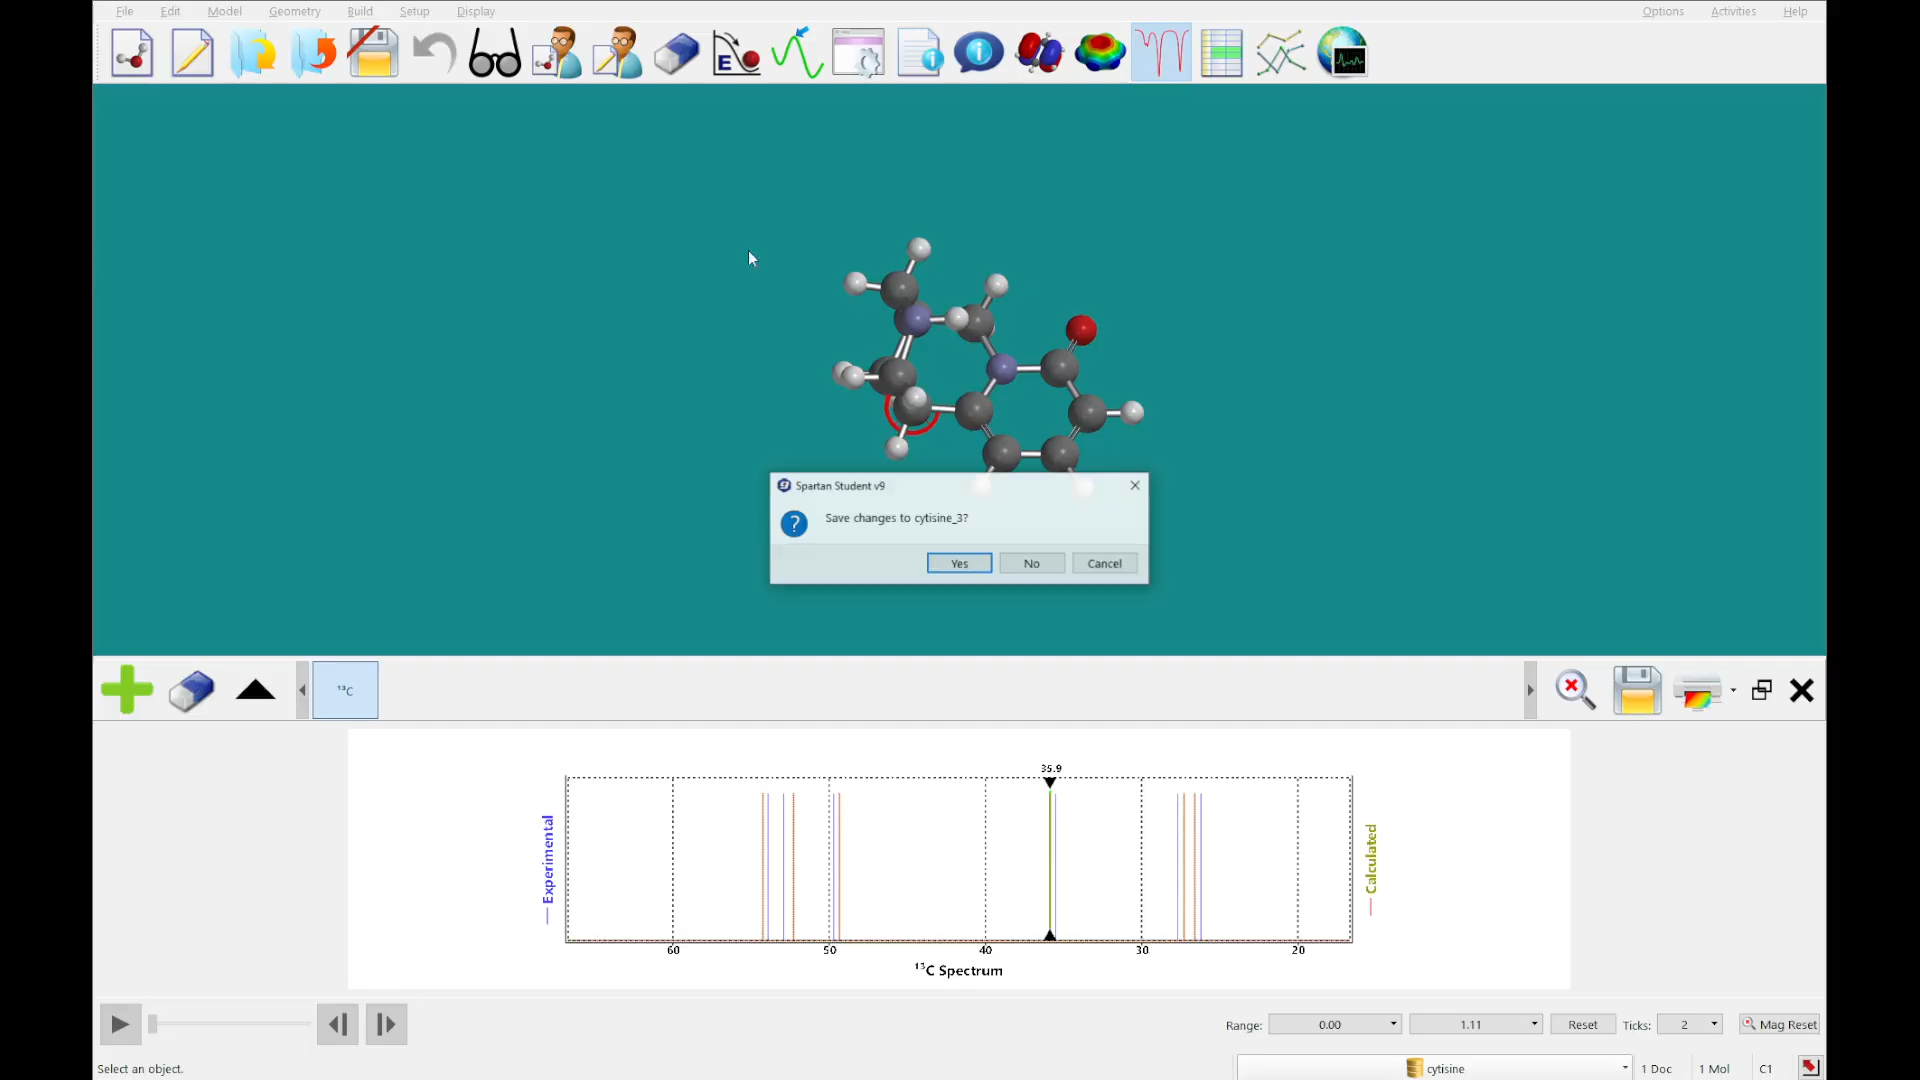 File Edit Model Geometry Build Setup Display Options Activities Help
E
Spartan Student v9
Save changes to cytisine_3?
Yes No Cancel
¹³C
35.9
Experimental
Calculated
60 50 40 30 20
¹³C Spectrum
Range: 0.00 1.11 Reset Ticks: 2 Mag Reset
Select an object. cytisine 1 Doc 1 Mol C1